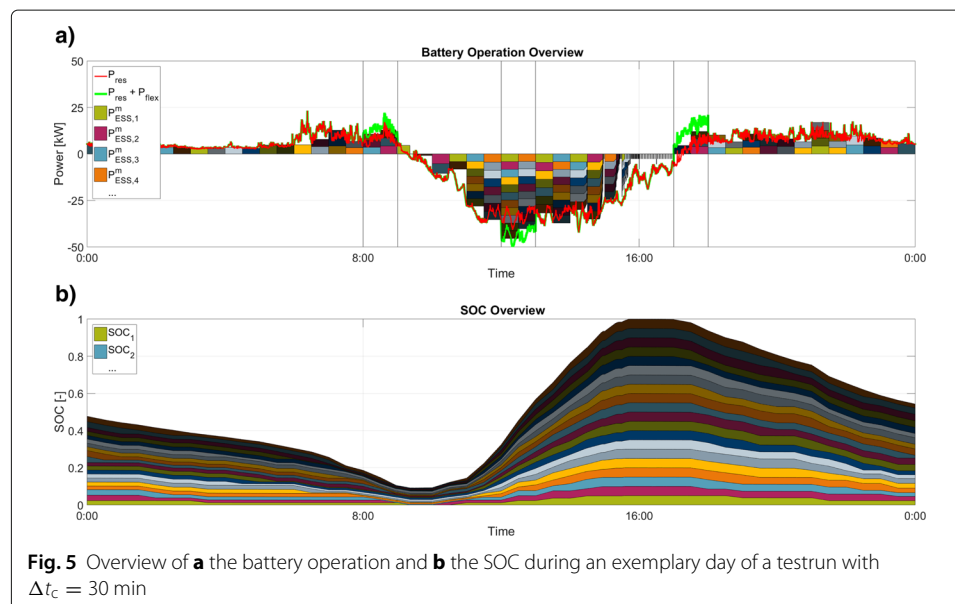 a)
Battery Operation Overview
50
25
0
-25
-50
Power [kW]
P_res
P_res + P_flex
P^m_ESS,1
P^m_ESS,2
P^m_ESS,3
P^m_ESS,4
...
0:00 8:00 16:00 0:00
Time
b)
SOC Overview
1
0.8
0.6
0.4
0.2
0
SOC [-]
SOC_1
SOC_2
...
0:00 8:00 16:00 0:00
Time
Fig. 5 Overview of a the battery operation and b the SOC during an exemplary day of a testrun with
Δt_C = 30 min